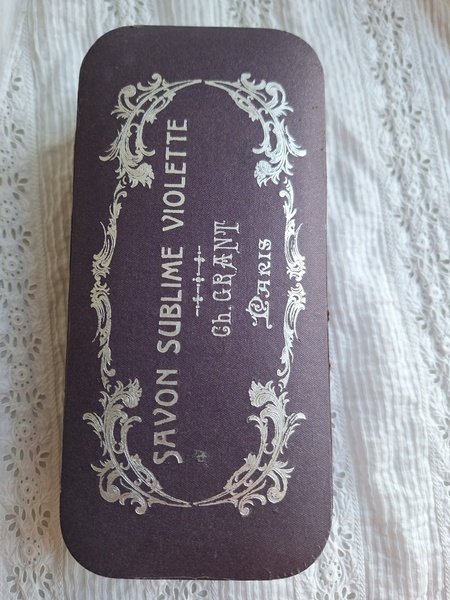 SAVON SUBLIME VIOLETTE
Ch. GRANT
PARIS